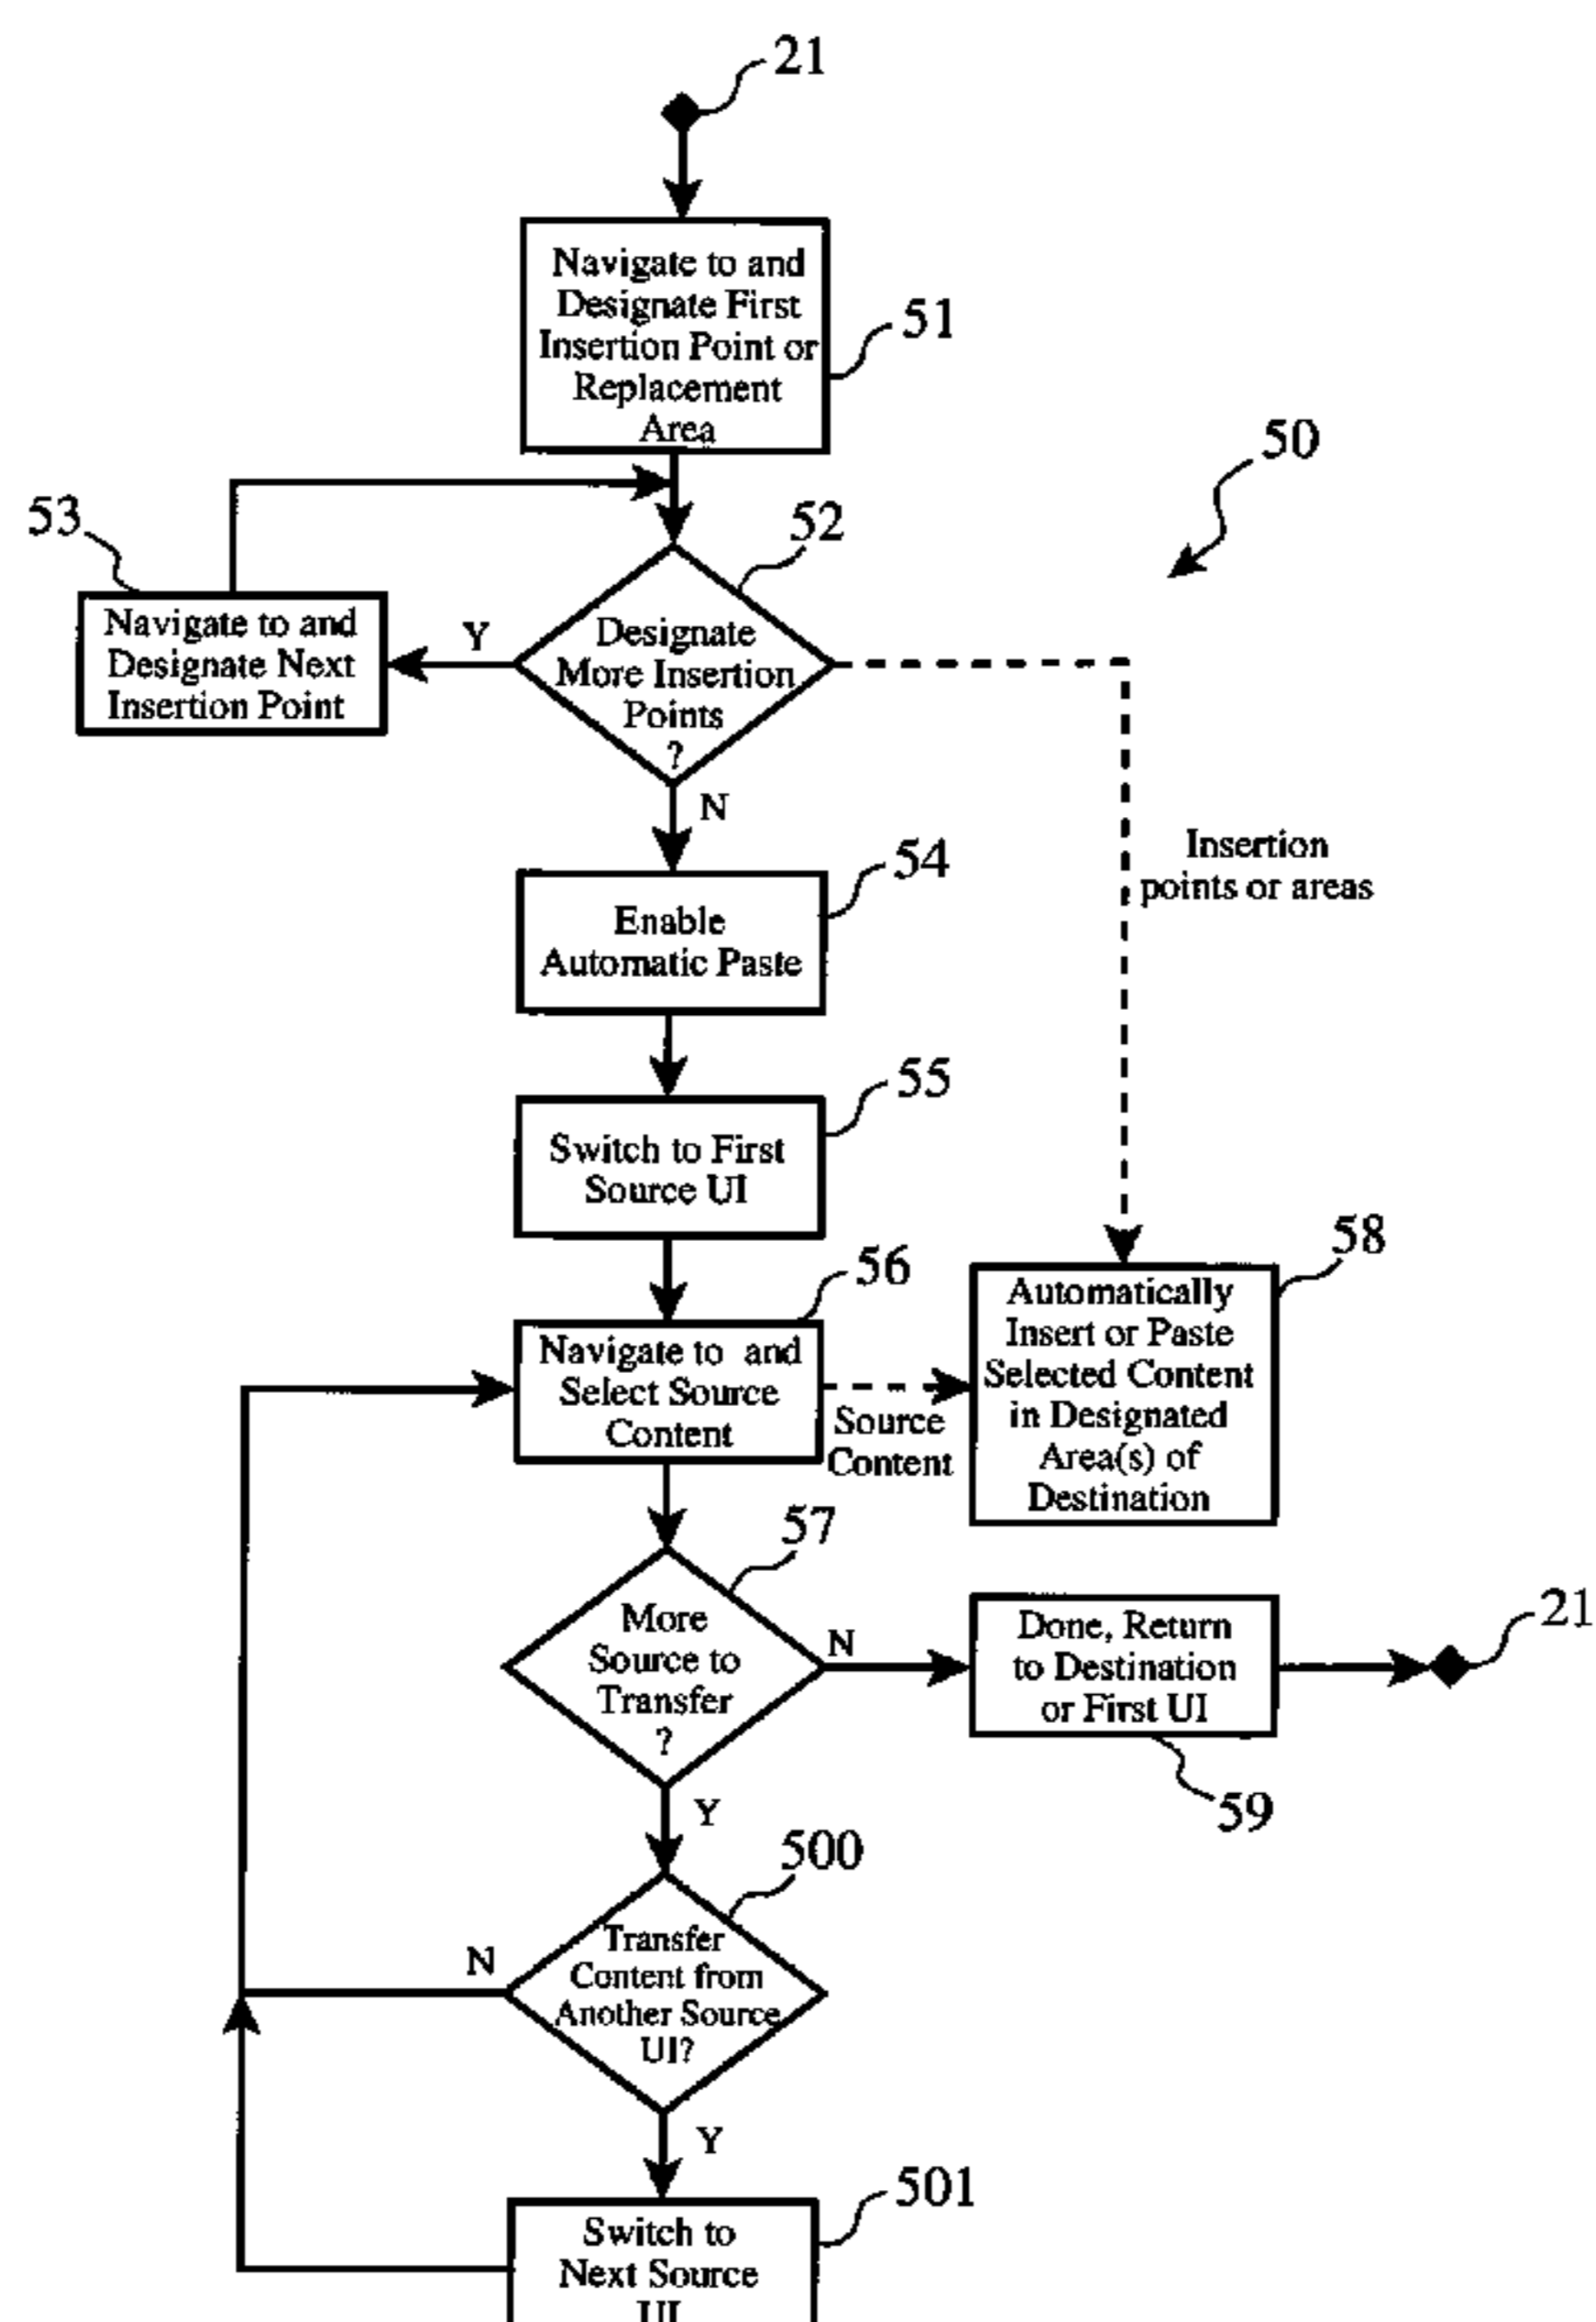 21
Navigate to and
Designate First
Insertion Point or
Replacement
Area
51
50
53
52
Navigate to and
Designate Next
Insertion Point
Y
Designate
More Insertion
Points
?
N
Insertion
points or areas
54
Enable
Automatic Paste
55
Switch to First
Source UI
56
Navigate to and
Select Source
Content
Source
Content
58
Automatically
Insert or Paste
Selected Content
in Designated
Area(s) of
Destination
57
More
Source to
Transfer
?
N
Done, Return
to Destination
or First UI
21
59
Y
500
Transfer
Content from
Another Source
UI?
N
Y
501
Switch to
Next Source
UI